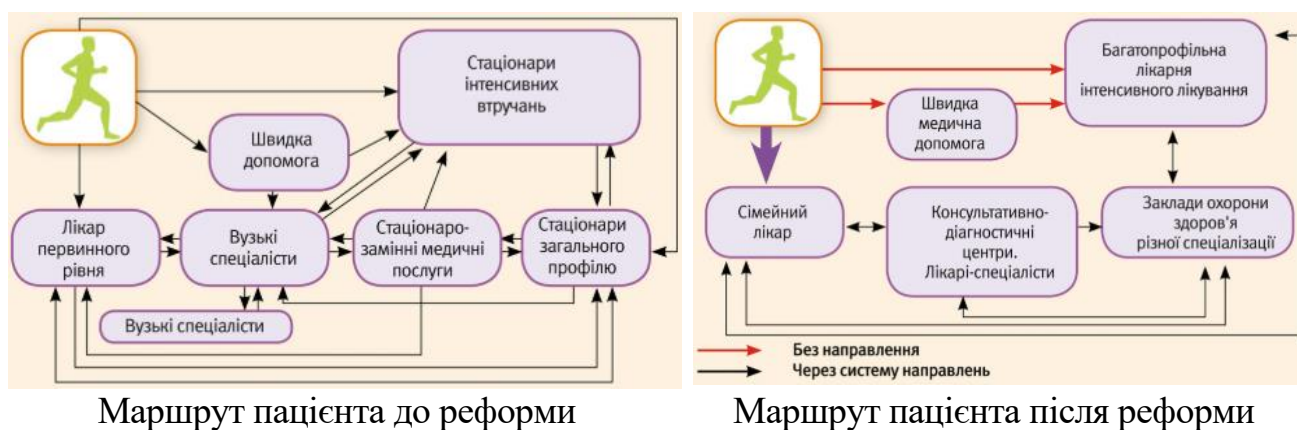 Стаціонари
інтенсивних
втручань
Швидка
допомога
Лікар
первинного
рівня
Вузькі
спеціалісти
Стаціонаро-
замінні медичні
послуги
Стаціонари
загального
профілю
Вузькі спеціалісти
Маршрут пацієнта до реформи
Багатопрофільна
лікарня
інтенсивного лікування
Швидка
медична
допомога
Сімейний
лікар
Консультативно-
діагностичні
центри.
Лікарі-спеціалісти
Заклади охорони
здоров'я
різної спеціалізації
Без направлення
Через систему направлень
Маршрут пацієнта після реформи